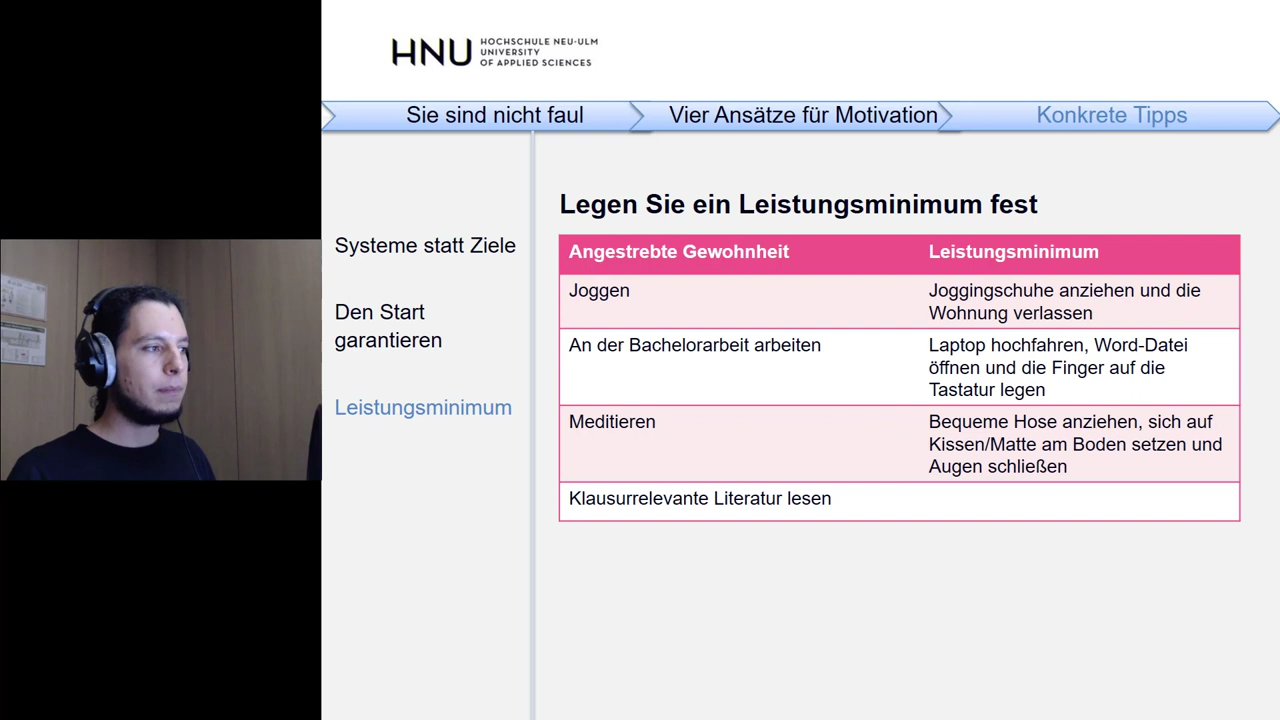 HNU
HOCHSCHULE NEU-ULM
UNIVERSITY
OF APPLIED SCIENCES
Sie sind nicht faul
Vier Ansätze für Motivation
Konkrete Tipps
Systeme statt Ziele
Den Start
garantieren
Leistungsminimum
Legen Sie ein Leistungsminimum fest
Angestrebte Gewohnheit
Leistungsminimum
Joggen
Joggingschuhe anziehen und die
Wohnung verlassen
An der Bachelorarbeit arbeiten
Laptop hochfahren, Word-Datei
öffnen und die Finger auf die
Tastatur legen
Meditieren
Bequeme Hose anziehen, sich auf
Kissen/Matte am Boden setzen und
Augen schließen
Klausurrelevante Literatur lesen